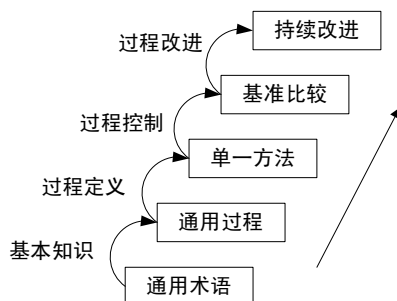 持续改进
过程改进
基准比较
过程控制
单一方法
过程定义
通用过程
基本知识
通用术语